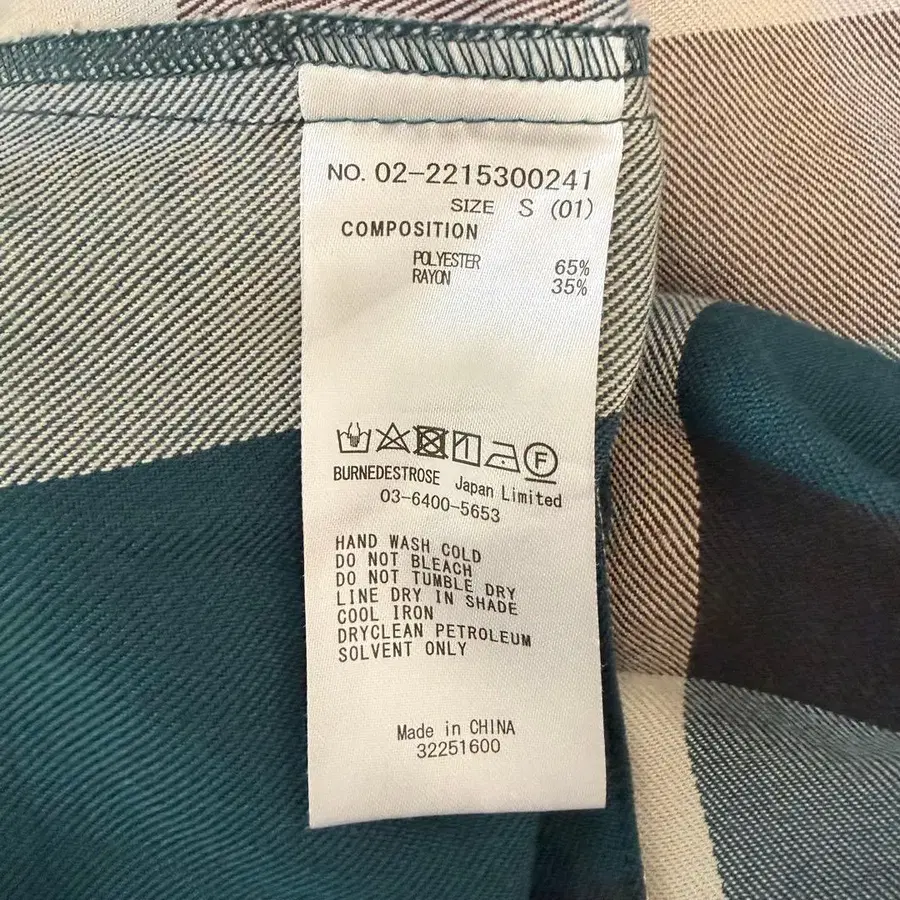 NO. 02-2215300241
SIZE S (01)
COMPOSITION
POLYESTER 65%
RAYON 35%
F
BURNEDESTROSE Japan Limited
03-6400-5653
HAND WASH COLD
DO NOT BLEACH
DO NOT TUMBLE DRY
LINE DRY IN SHADE
COOL IRON
DRYCLEAN PETROLEUM
SOLVENT ONLY
Made in CHINA
32251600